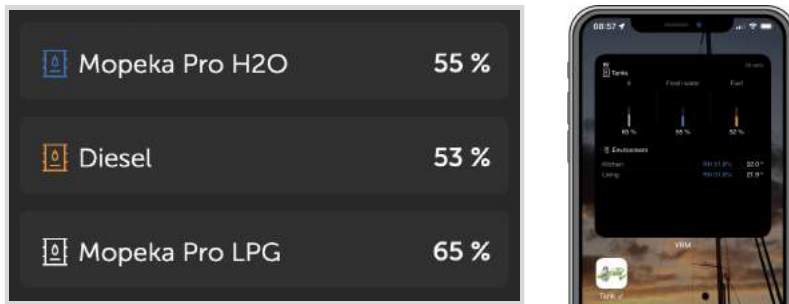 Mopeka Pro H2O 55 %
Diesel 53 %
Mopeka Pro LPG 65 %
08:57
Tanks
Fresh water Fuel
65 % 55 % 52 %
Environment
Kitchen 22.0°
Living 21.9°
VRM
Tank